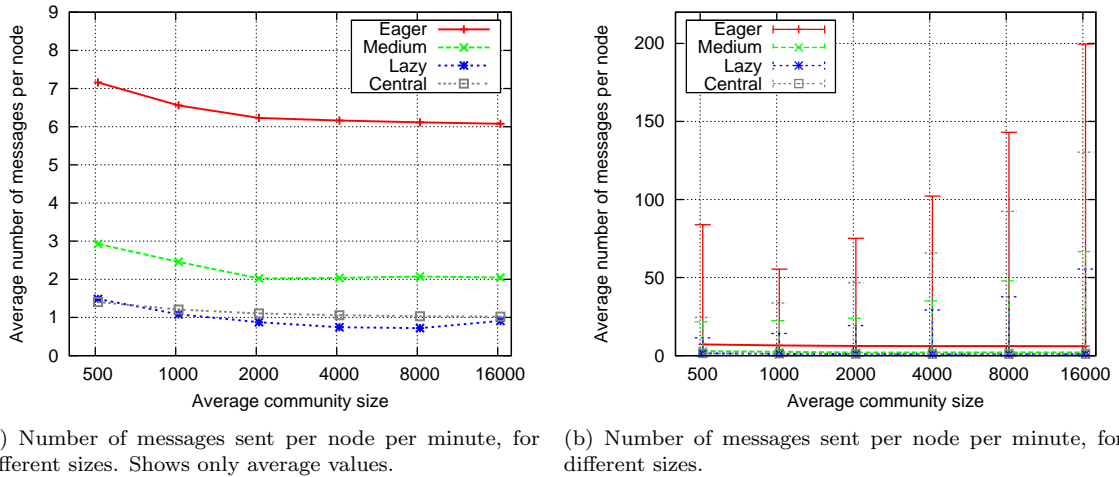 Average number of messages per node
9
8
7
6
5
4
3
2
1
0
Eager
Medium
Lazy
Central
500 1000 2000 4000 8000 16000
Average community size
) Number of messages sent per node per minute, for
fferent sizes. Shows only average values.
Average number of messages per node
200
150
100
50
0
Eager
Medium
Lazy
Central
500 1000 2000 4000 8000 16000
Average community size
(b) Number of messages sent per node per minute, for
different sizes.